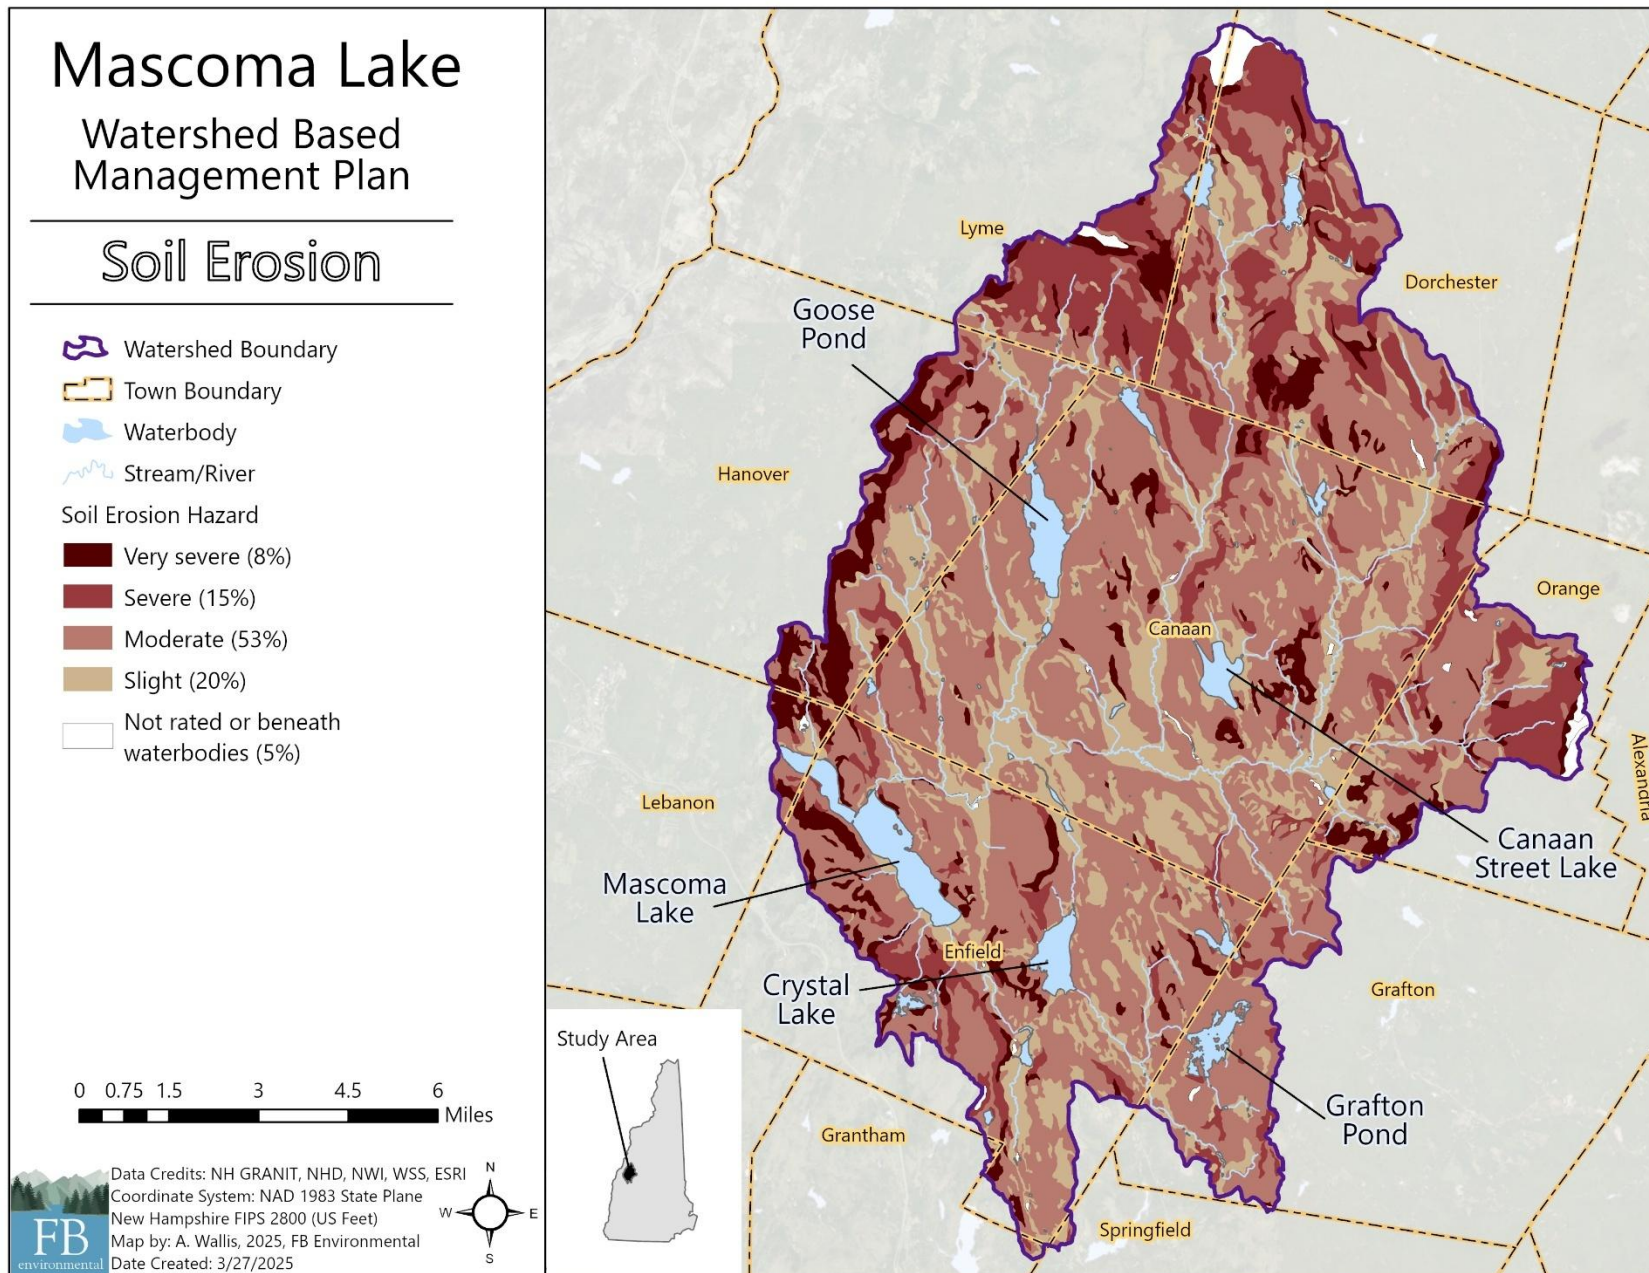 Mascoma Lake
Watershed Based
Management Plan
Soil Erosion
Watershed Boundary
Town Boundary
Waterbody
Stream/River
Soil Erosion Hazard
Very severe (8%)
Severe (15%)
Moderate (53%)
Slight (20%)
Not rated or beneath
waterbodies (5%)
0 0.75 1.5 3 4.5 6
Miles
Data Credits: NH GRANIT, NHD, NWI, WSS, ESRI
Coordinate System: NAD 1983 State Plane
New Hampshire FIPS 2800 (US Feet)
Map by: A. Wallis, 2025, FB Environmental
Date Created: 3/27/2025
FB
environmental
N
W E
S
Study Area
Lyme
Dorchester
Goose
Pond
Hanover
Orange
Canaan
Alexandria
Lebanon
Canaan
Street Lake
Mascoma
Lake
Enfield
Crystal
Lake
Grafton
Grafton
Pond
Grantham
Springfield